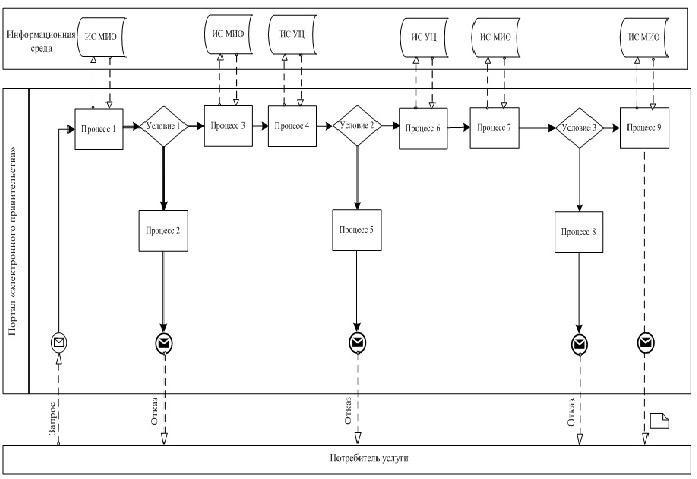 Информационная
среда
ИС МИО
ИС МИО
ИС УЦ
ИС УЦ
ИС МИО
ИС МИО
Портал «электронного правительства»
Процесс 1
Условие 1
Процесс 3
Процесс 4
Условие 2
Процесс 6
Процесс 7
Условие 3
Процесс 9
Процесс 2
Процесс 5
Процесс 8
Запрос
Отказ
Отказ
Отказ
Потребитель услуги